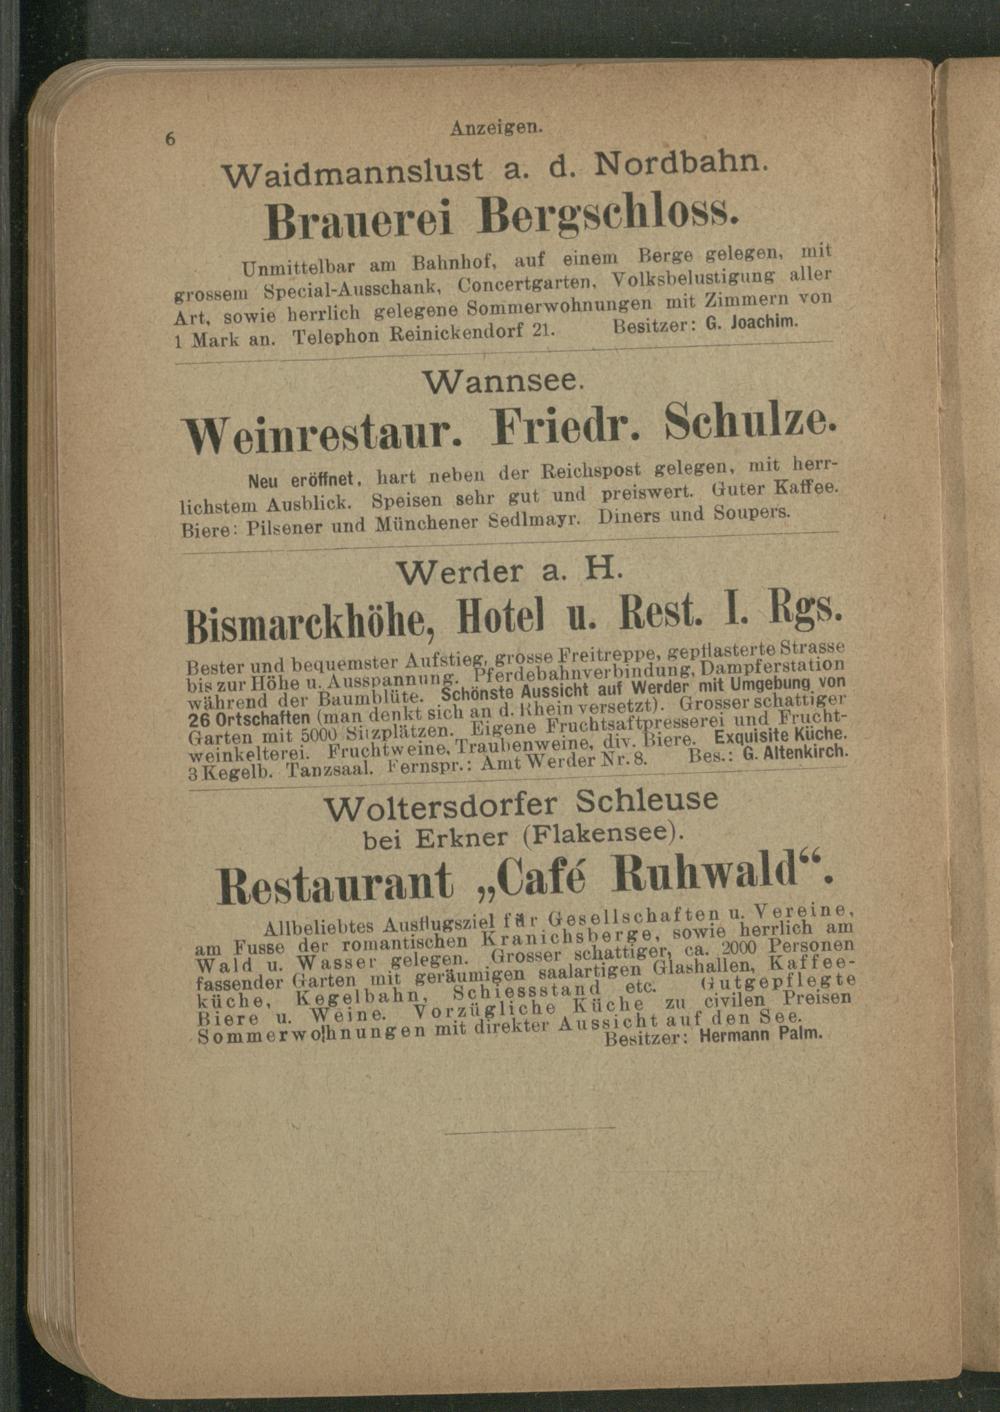 6
Anzeigen.
Waidmannslust a. d. Nordbahn.
Brauerei Bergschloss.
Unmittelbar am Bahnhof, auf einem Berge gelegen, mit
grossem Special-Ausschank, Concertgarten, Volksbelustigung aller
Art, sowie herrlich gelegene Sommerwohnungen mit Zimmern von
1 Mark an. Telephon Reinickendorf 21. Besitzer: G. Joachim.
Wannsee.
Weinrestaur. Friedr. Schulze.
Neu eröffnet, hart neben der Reichspost gelegen, mit herr-
lichstem Ausblick. Speisen sehr gut und preiswert. Guter Kaffee.
Biere: Pilsener und Münchener Sedlmayr. Diners und Soupers.
Werder a. H.
Bismarckhöhe, Hotel u. Rest. I. Rgs.
Bester und bequemster Aufstieg, grosse Freitreppe, gepflasterte Strasse
bis zur Höhe u. Ausspannung. Pferdebahnverbindung, Dampferstation
während der Baumblüte. Schönste Aussicht auf Werder mit Umgebung von
26 Ortschaften (man denkt sich an d. Rhein versetzt). Grosser schattiger
Garten mit 5000 Sitzplätzen. Eigene Fruchtsaftpresserei und Frucht-
weinkelterei. Fruchtweine, Traubenweine, div. Biere. Exquisite Küche.
3 Kegelb. Tanzsaal. Fernspr.: Amt Werder Nr. 8. Bes.: G. Altenkirch.
Woltersdorfer Schleuse
bei Erkner (Flakensee).
Restaurant „Café Ruhwald“.
Allbeliebtes Ausflugsziel für Gesellschaften u. Vereine,
am Fusse der romantischen Kranichsberge, sowie herrlich am
Wald u. Wasser gelegen. Grosser schattiger, ca. 2000 Personen
fassender Garten mit geräumigen saalartigen Glashallen, Kaffee-
küche, Kegelbahn, Schiessstand etc. Gutgepflegte
Biere u. Weine. Vorzügliche Küche zu civilen Preisen
Sommerwohnungen mit direkter Aussicht auf den See.
Besitzer: Hermann Palm.